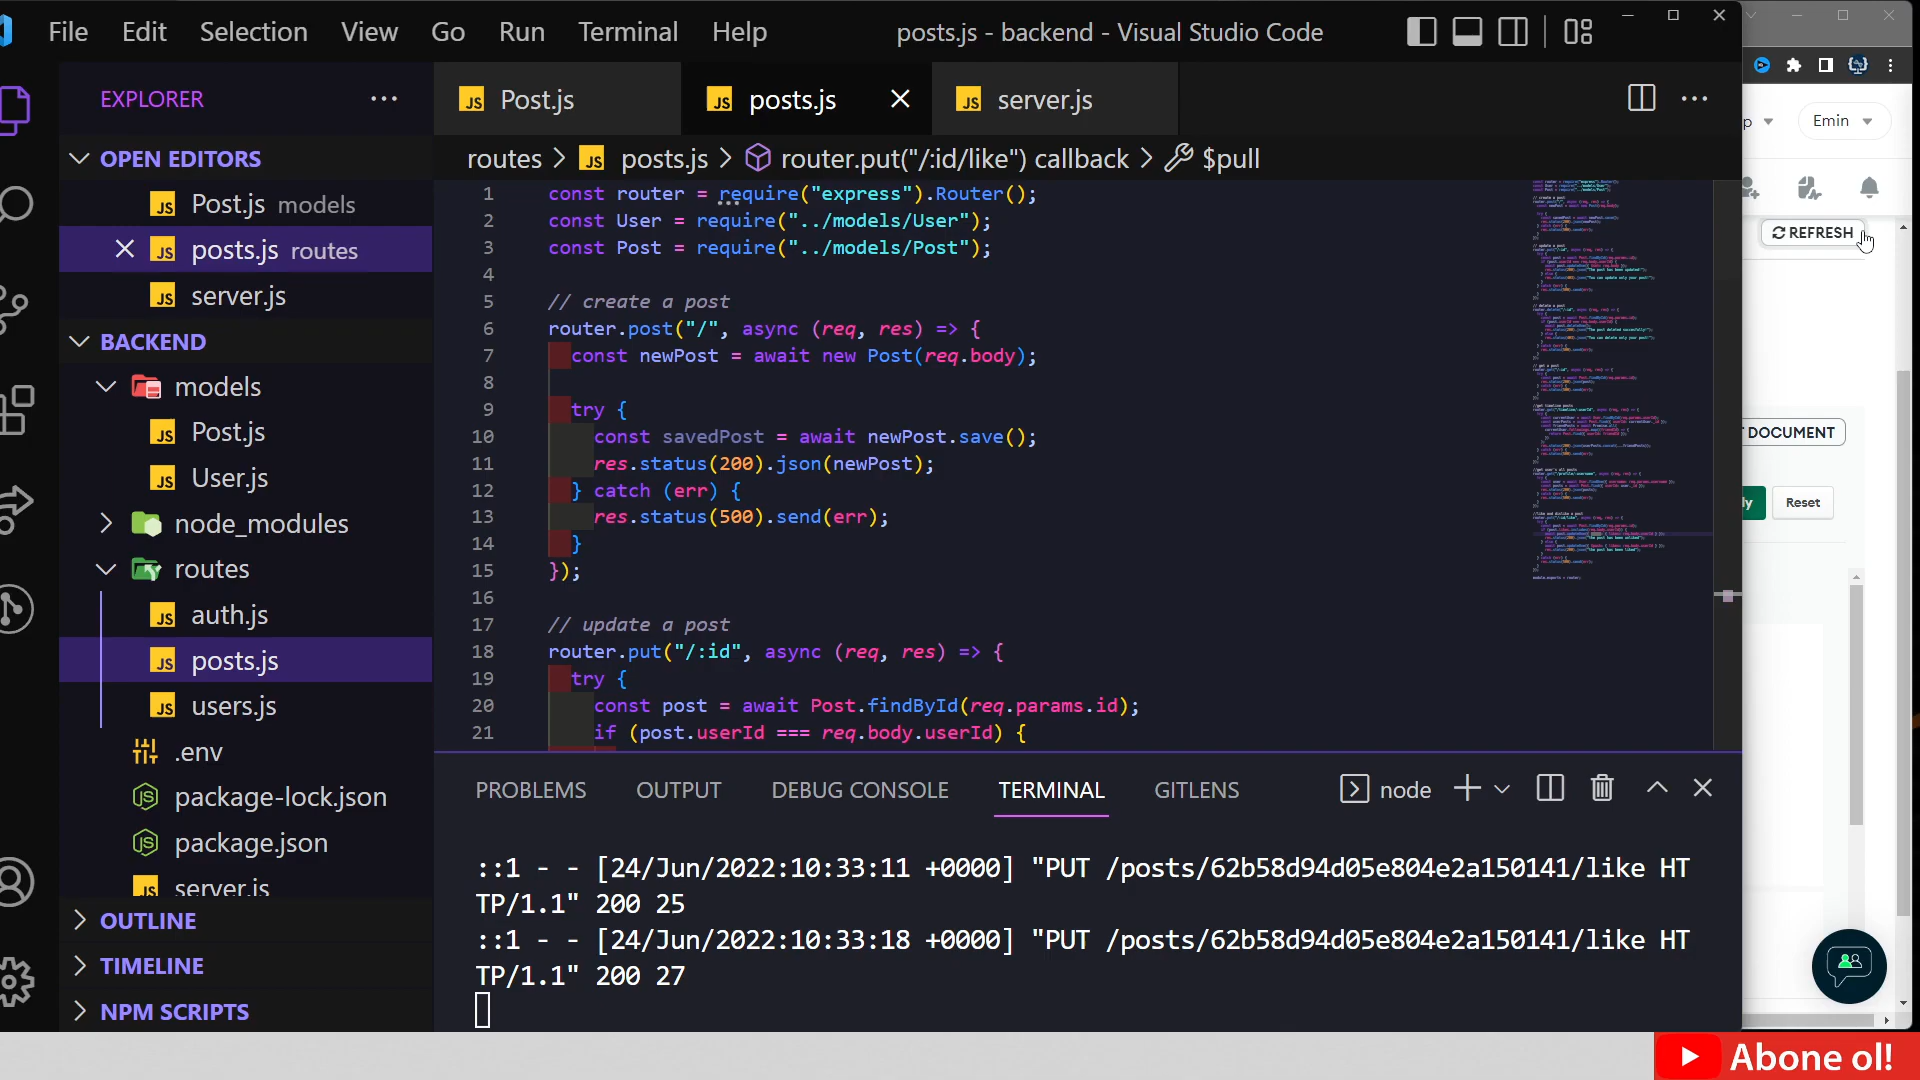 File Edit Selection View Go Run Terminal Help posts.js - backend - Visual Studio Code
EXPLORER
OPEN EDITORS
Post.js models
posts.js routes
server.js
BACKEND
models
Post.js
User.js
node_modules
routes
auth.js
posts.js
users.js
.env
package-lock.json
package.json
server.js
OUTLINE
TIMELINE
NPM SCRIPTS
Post.js posts.js server.js
routes > posts.js > router.put("/:id/like") callback > $pull
1 const router = require("express").Router();
2 const User = require("../models/User");
3 const Post = require("../models/Post");
4
5 // create a post
6 router.post("/", async (req, res) => {
7 const newPost = await new Post(req.body);
8
9 try {
10 const savedPost = await newPost.save();
11 res.status(200).json(newPost);
12 } catch (err) {
13 res.status(500).send(err);
14 }
15 });
16
17 // update a post
18 router.put("/:id", async (req, res) => {
19 try {
20 const post = await Post.findById(req.params.id);
21 if (post.userId === req.body.userId) {
PROBLEMS OUTPUT DEBUG CONSOLE TERMINAL GITLENS node
::1 - - [24/Jun/2022:10:33:11 +0000] "PUT /posts/62b58d94d05e804e2a150141/like HT
TP/1.1" 200 25
::1 - - [24/Jun/2022:10:33:18 +0000] "PUT /posts/62b58d94d05e804e2a150141/like HT
TP/1.1" 200 27
Emin
REFRESH
DOCUMENT
Reset
Abone ol!